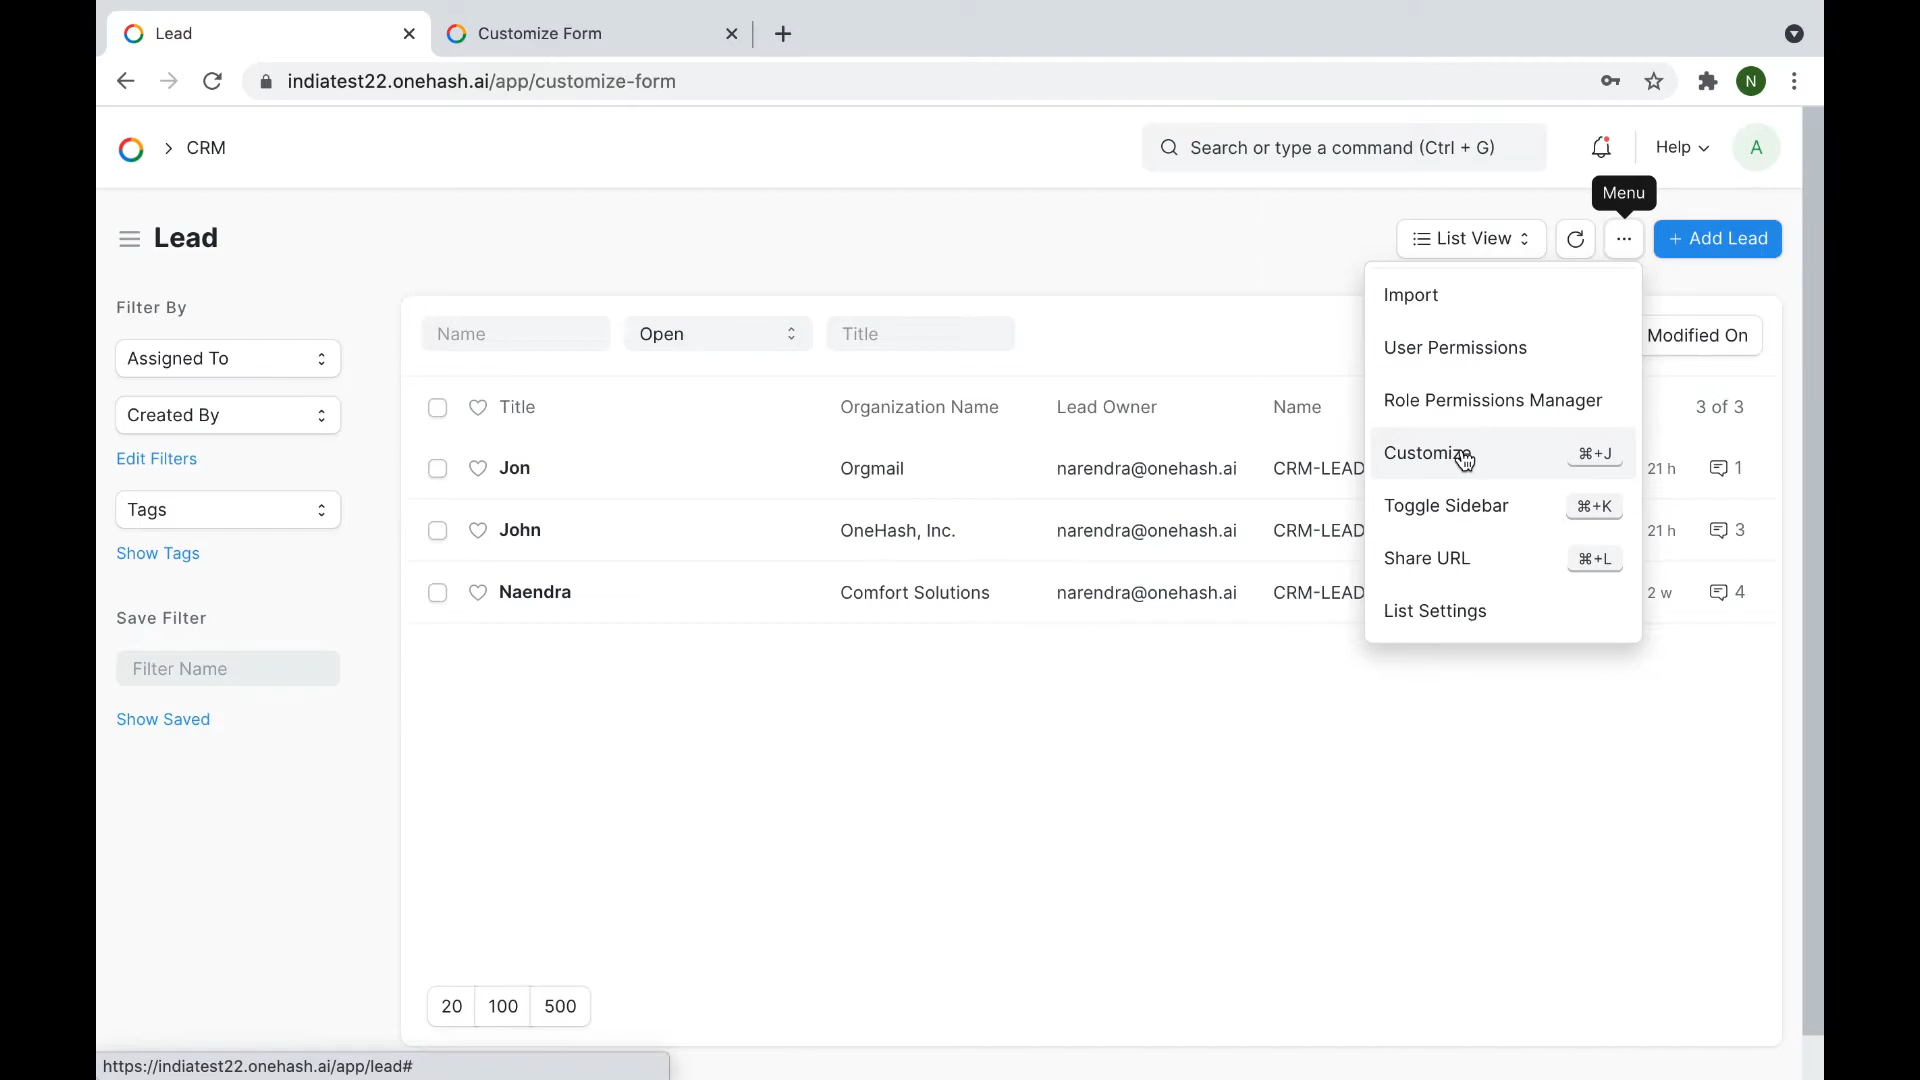 Lead
Customize Form
indiatest22.onehash.ai/app/customize-form
N
CRM
Search or type a command (Ctrl + G)
Help
A
Menu
Lead
List View
+ Add Lead
Filter By
Assigned To
Created By
Edit Filters
Tags
Show Tags
Save Filter
Filter Name
Show Saved
Name
Open
Title
Modified On
Title Organization Name Lead Owner Name 3 of 3
Jon Orgmail narendra@onehash.ai CRM-LEAD 21 h 1
John OneHash, Inc. narendra@onehash.ai CRM-LEAD 21 h 3
Naendra Comfort Solutions narendra@onehash.ai CRM-LEAD 2 w 4
Import
User Permissions
Role Permissions Manager
Customize ⌘+J
Toggle Sidebar ⌘+K
Share URL ⌘+L
List Settings
20 100 500
https://indiatest22.onehash.ai/app/lead#